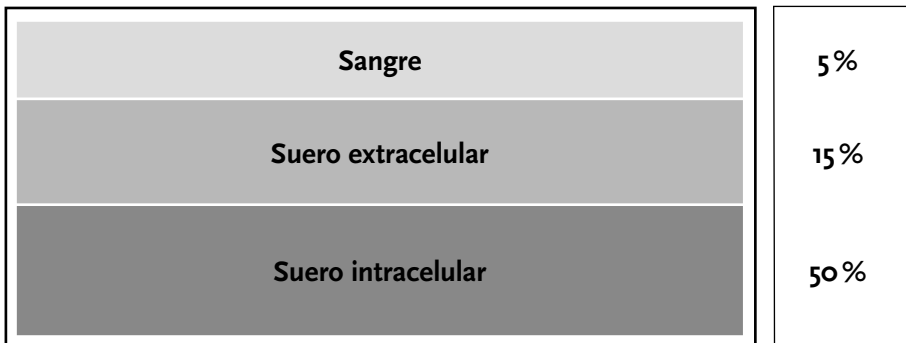 Sangre 5%
Suero extracelular 15%
Suero intracelular 50%